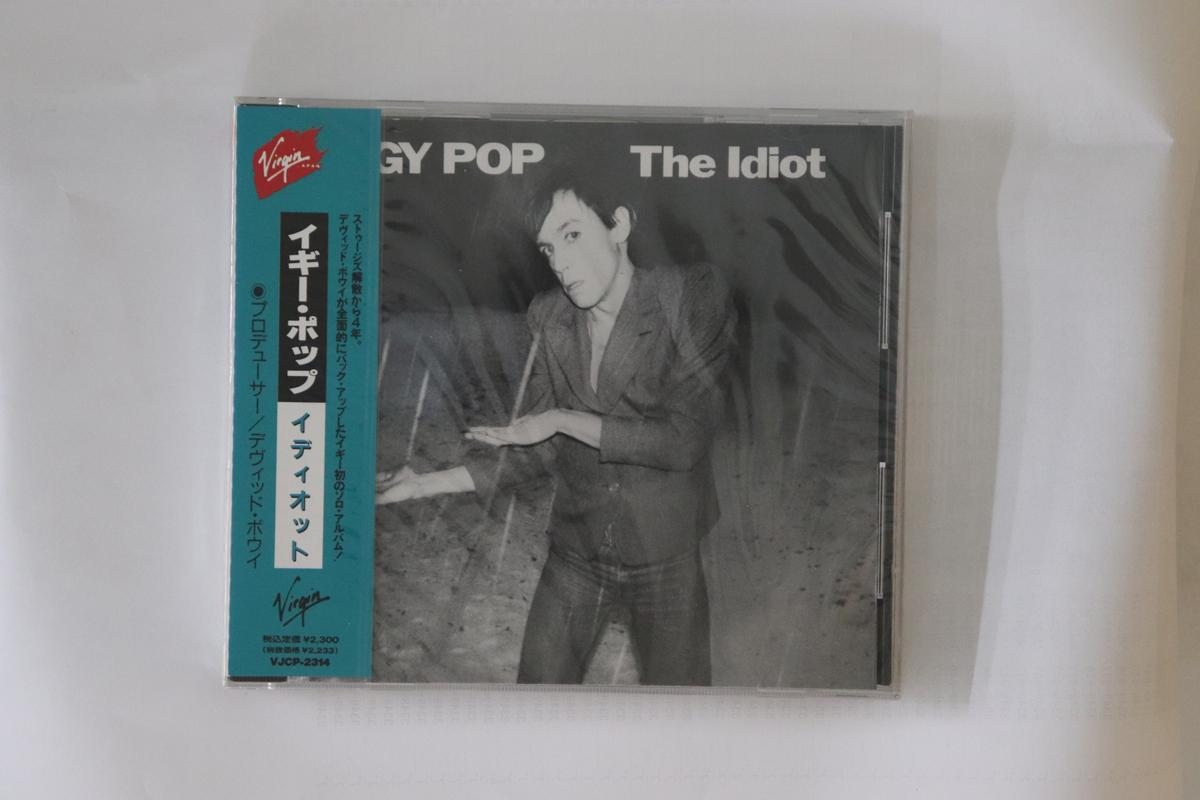 GY POP
The Idiot
Virgin
JAPAN
ストゥージズ解散から4年。
デヴィッド・ボウイが全面的にバック・アップしたイギー初のソロ・アルバム！
イギー・ポップ
イディオット
●プロデューサー／デヴィッド・ボウイ
Virgin
税込定価¥2,300
(税抜価格¥2,233)
VJCP-2314